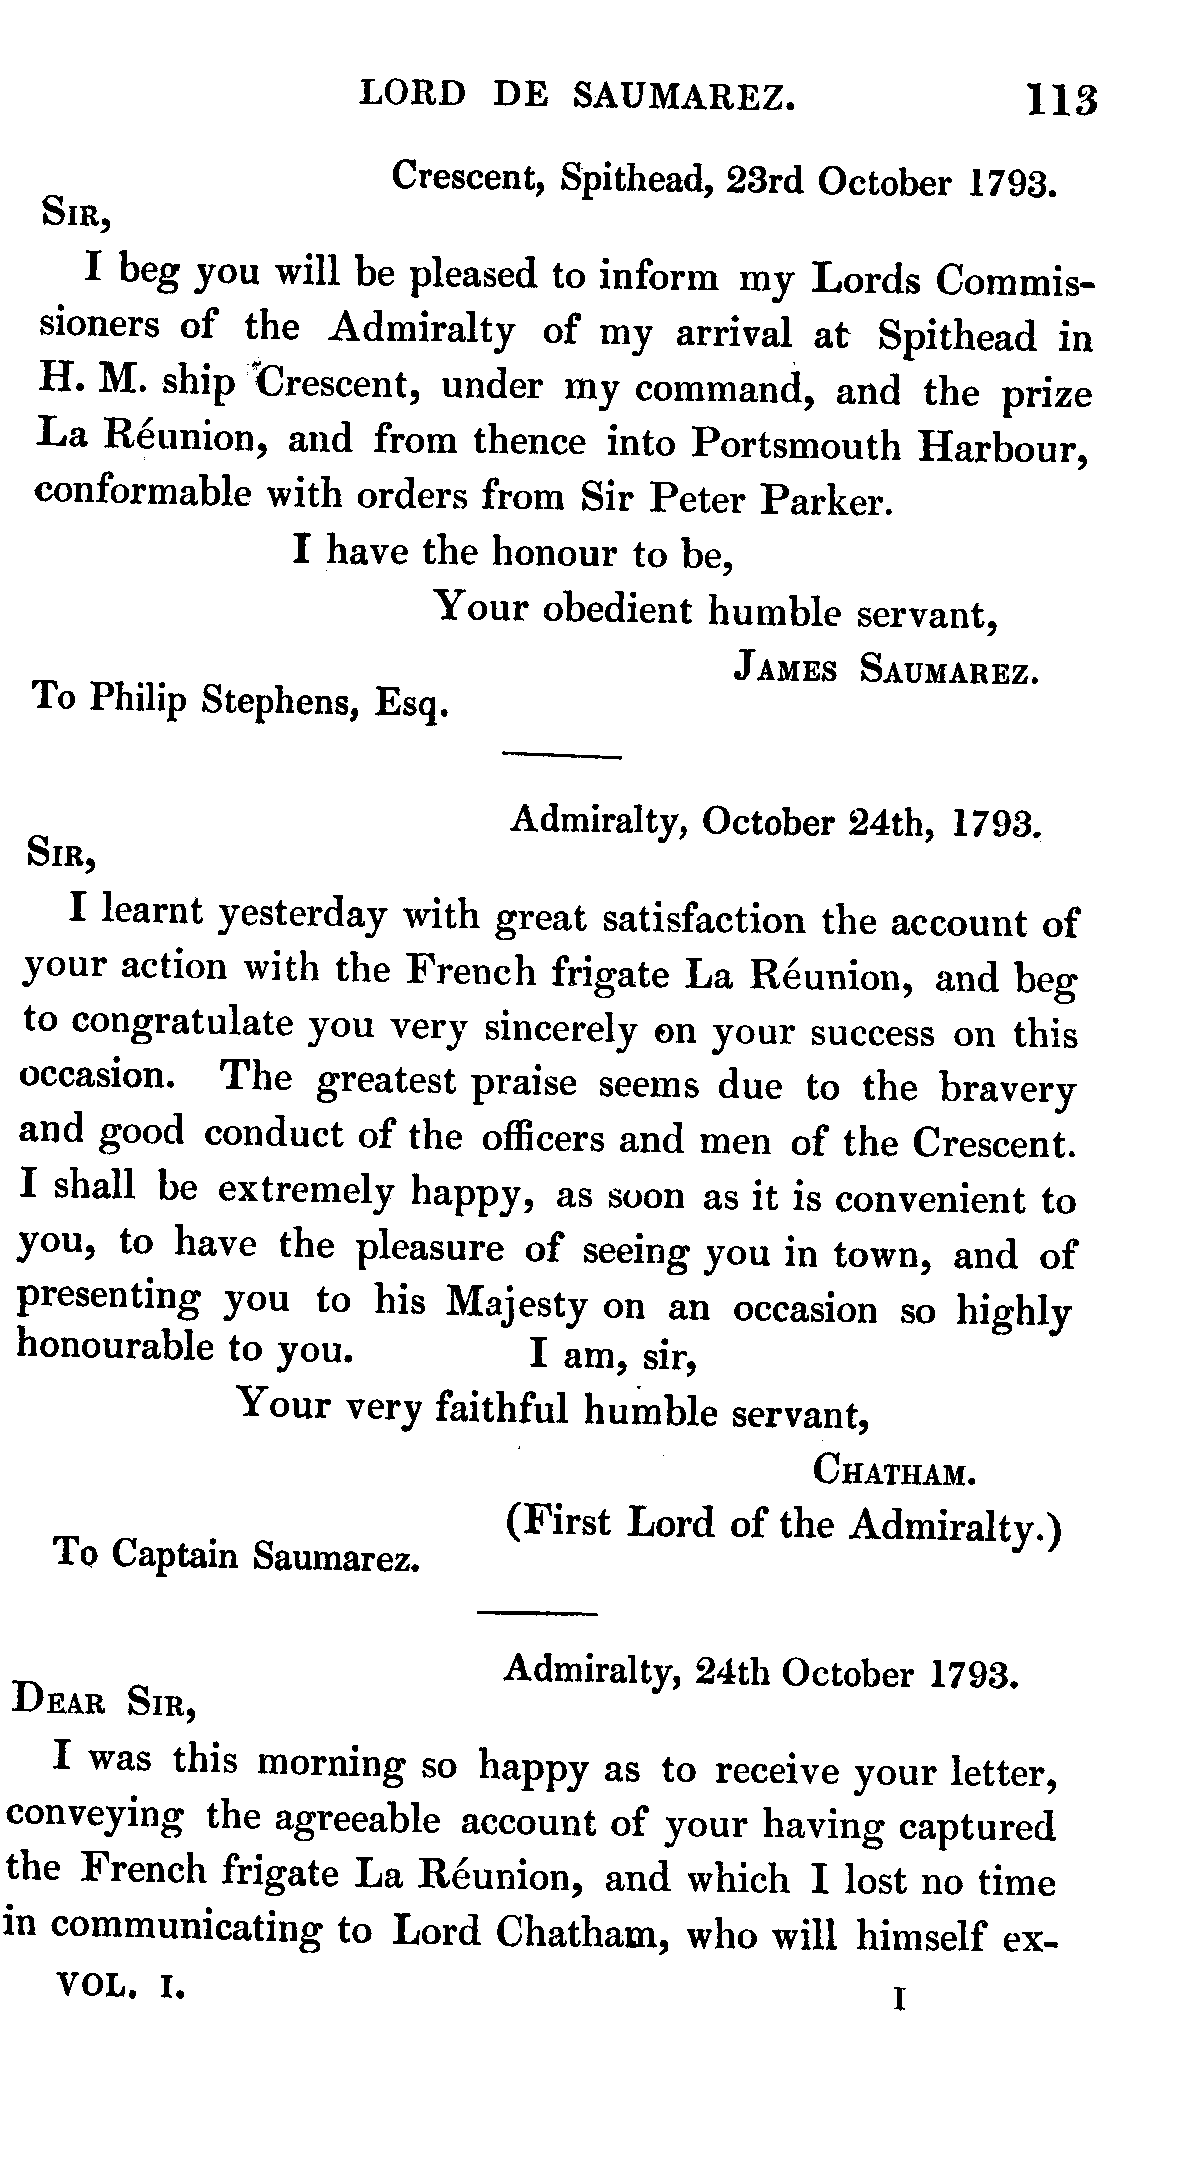 LORD DE SAUMAREZ. 113
Crescent, Spithead, 23rd October 1793.
SIR,
I beg you will be pleased to inform my Lords Commis-
sioners of the Admiralty of my arrival at Spithead in
H. M. ship Crescent, under my command, and the prize
La Réunion, and from thence into Portsmouth Harbour,
conformable with orders from Sir Peter Parker.
I have the honour to be,
Your obedient humble servant,
JAMES SAUMAREZ.
To Philip Stephens, Esq.
Admiralty, October 24th, 1793.
SIR,
I learnt yesterday with great satisfaction the account of
your action with the French frigate La Réunion, and beg
to congratulate you very sincerely on your success on this
occasion. The greatest praise seems due to the bravery
and good conduct of the officers and men of the Crescent.
I shall be extremely happy, as soon as it is convenient to
you, to have the pleasure of seeing you in town, and of
presenting you to his Majesty on an occasion so highly
honourable to you. I am, sir,
Your very faithful humble servant,
CHATHAM.
(First Lord of the Admiralty.)
To Captain Saumarez.
Admiralty, 24th October 1793.
DEAR SIR,
I was this morning so happy as to receive your letter,
conveying the agreeable account of your having captured
the French frigate La Réunion, and which I lost no time
in communicating to Lord Chatham, who will himself ex-
VOL. I. I